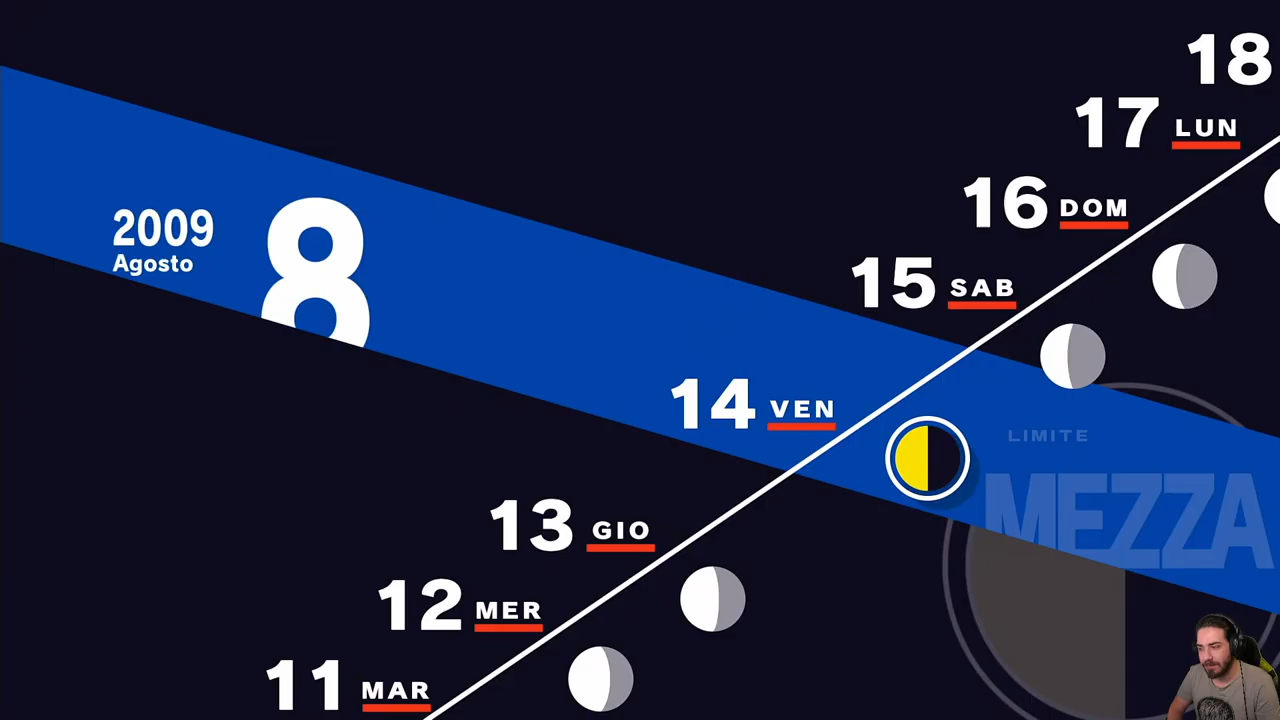 18
17 LUN
16 DOM
2009
Agosto
8
15 SAB
14 VEN
LIMITE
MEZZA
13 GIO
12 MER
11 MAR